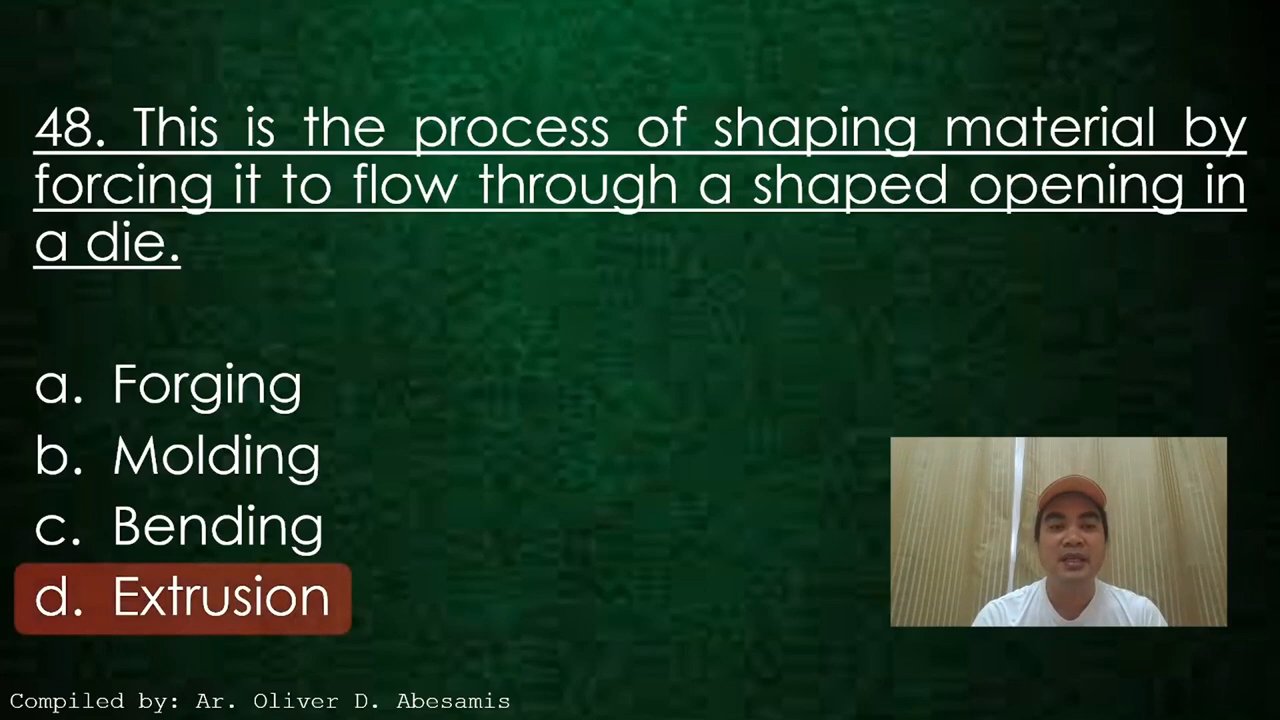 48. This is the process of shaping material by
forcing it to flow through a shaped opening in
a die.
a. Forging
b. Molding
c. Bending
d. Extrusion
Compiled by: Ar. Oliver D. Abesamis